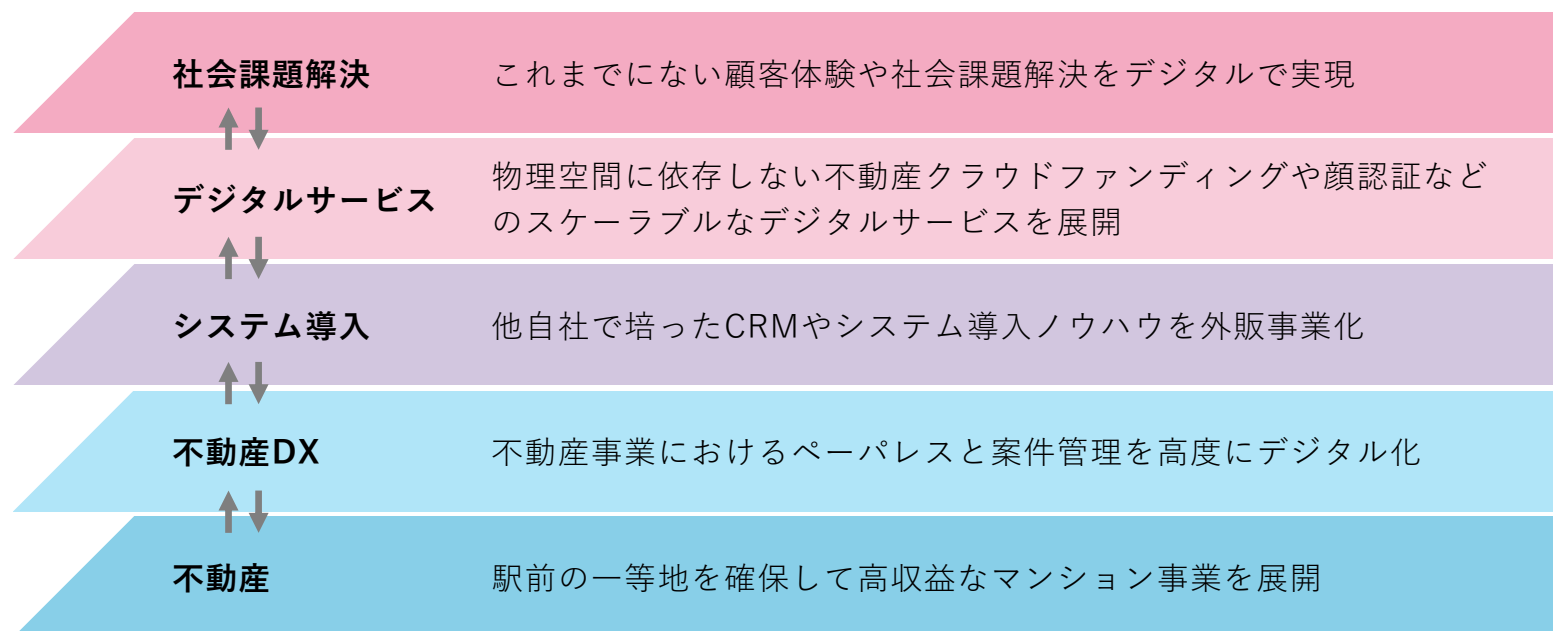 社会課題解決
これまでにない顧客体験や社会課題解決をデジタルで実現
デジタルサービス
物理空間に依存しない不動産クラウドファンディングや顔認証など
のスケーラブルなデジタルサービスを展開
システム導入
他自社で培ったCRMやシステム導入ノウハウを外販事業化
不動産DX
不動産事業におけるペーパレスと案件管理を高度にデジタル化
不動産
駅前の一等地を確保して高収益なマンション事業を展開